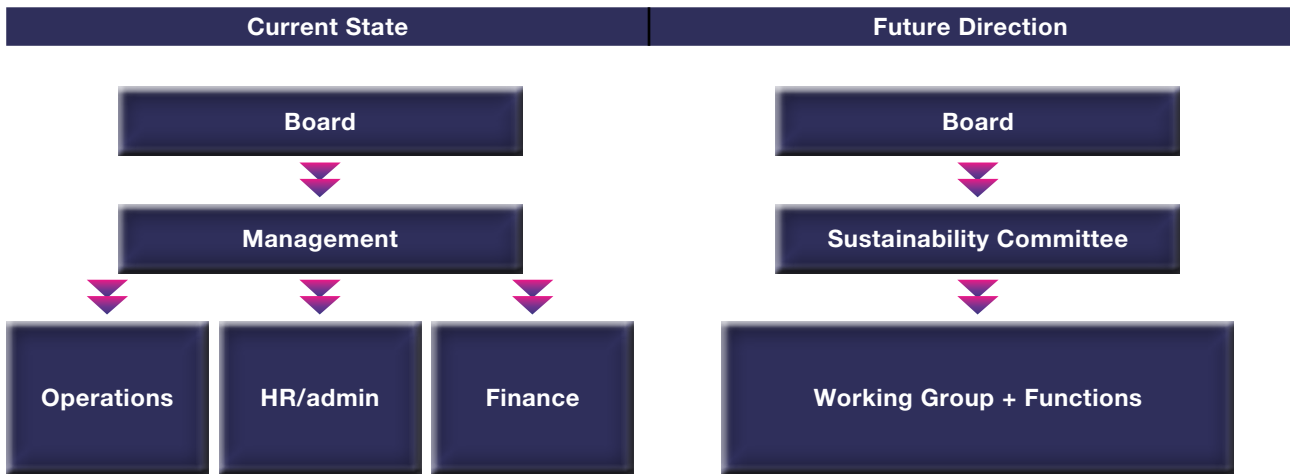 Current State
Future Direction
Board
Board
Management
Sustainability Committee
Operations
HR/admin
Finance
Working Group + Functions